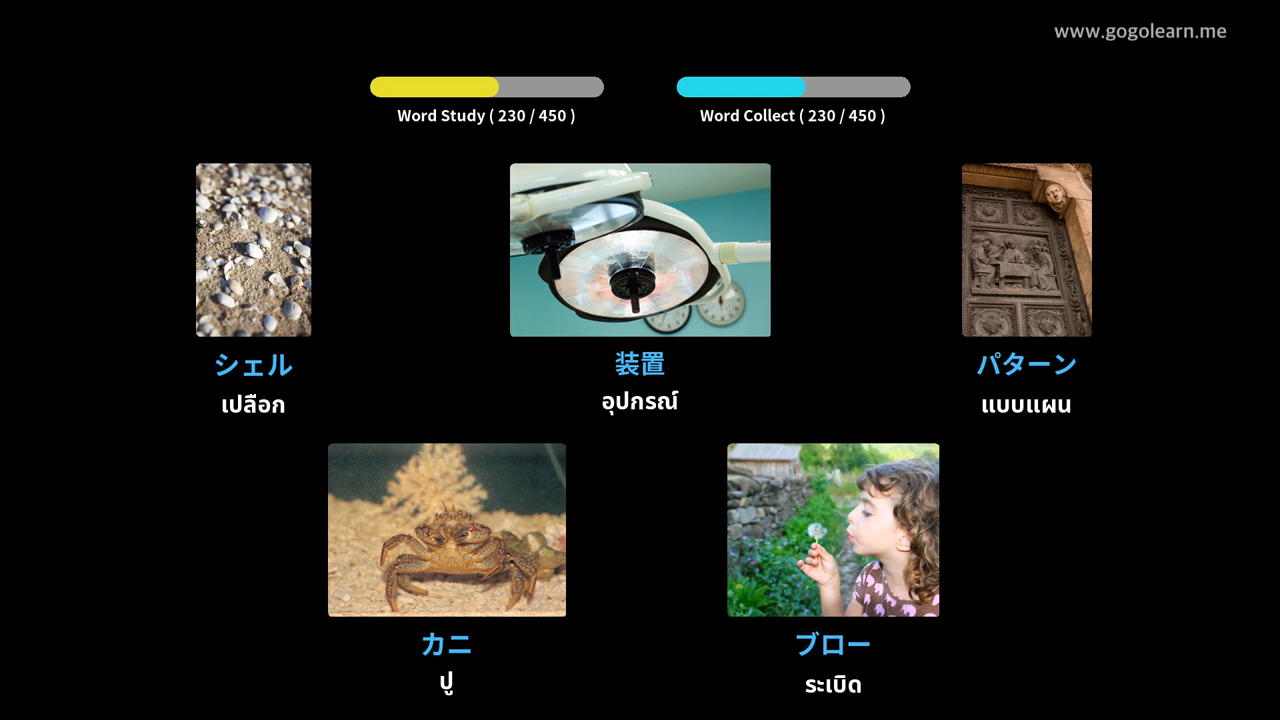 www.gogolearn.me
Word Study ( 230 / 450 )
Word Collect ( 230 / 450 )
シェル
เปลือก
装置
อุปกรณ์
パターン
แบบแผน
カニ
ปู
ブロー
ระเบิด